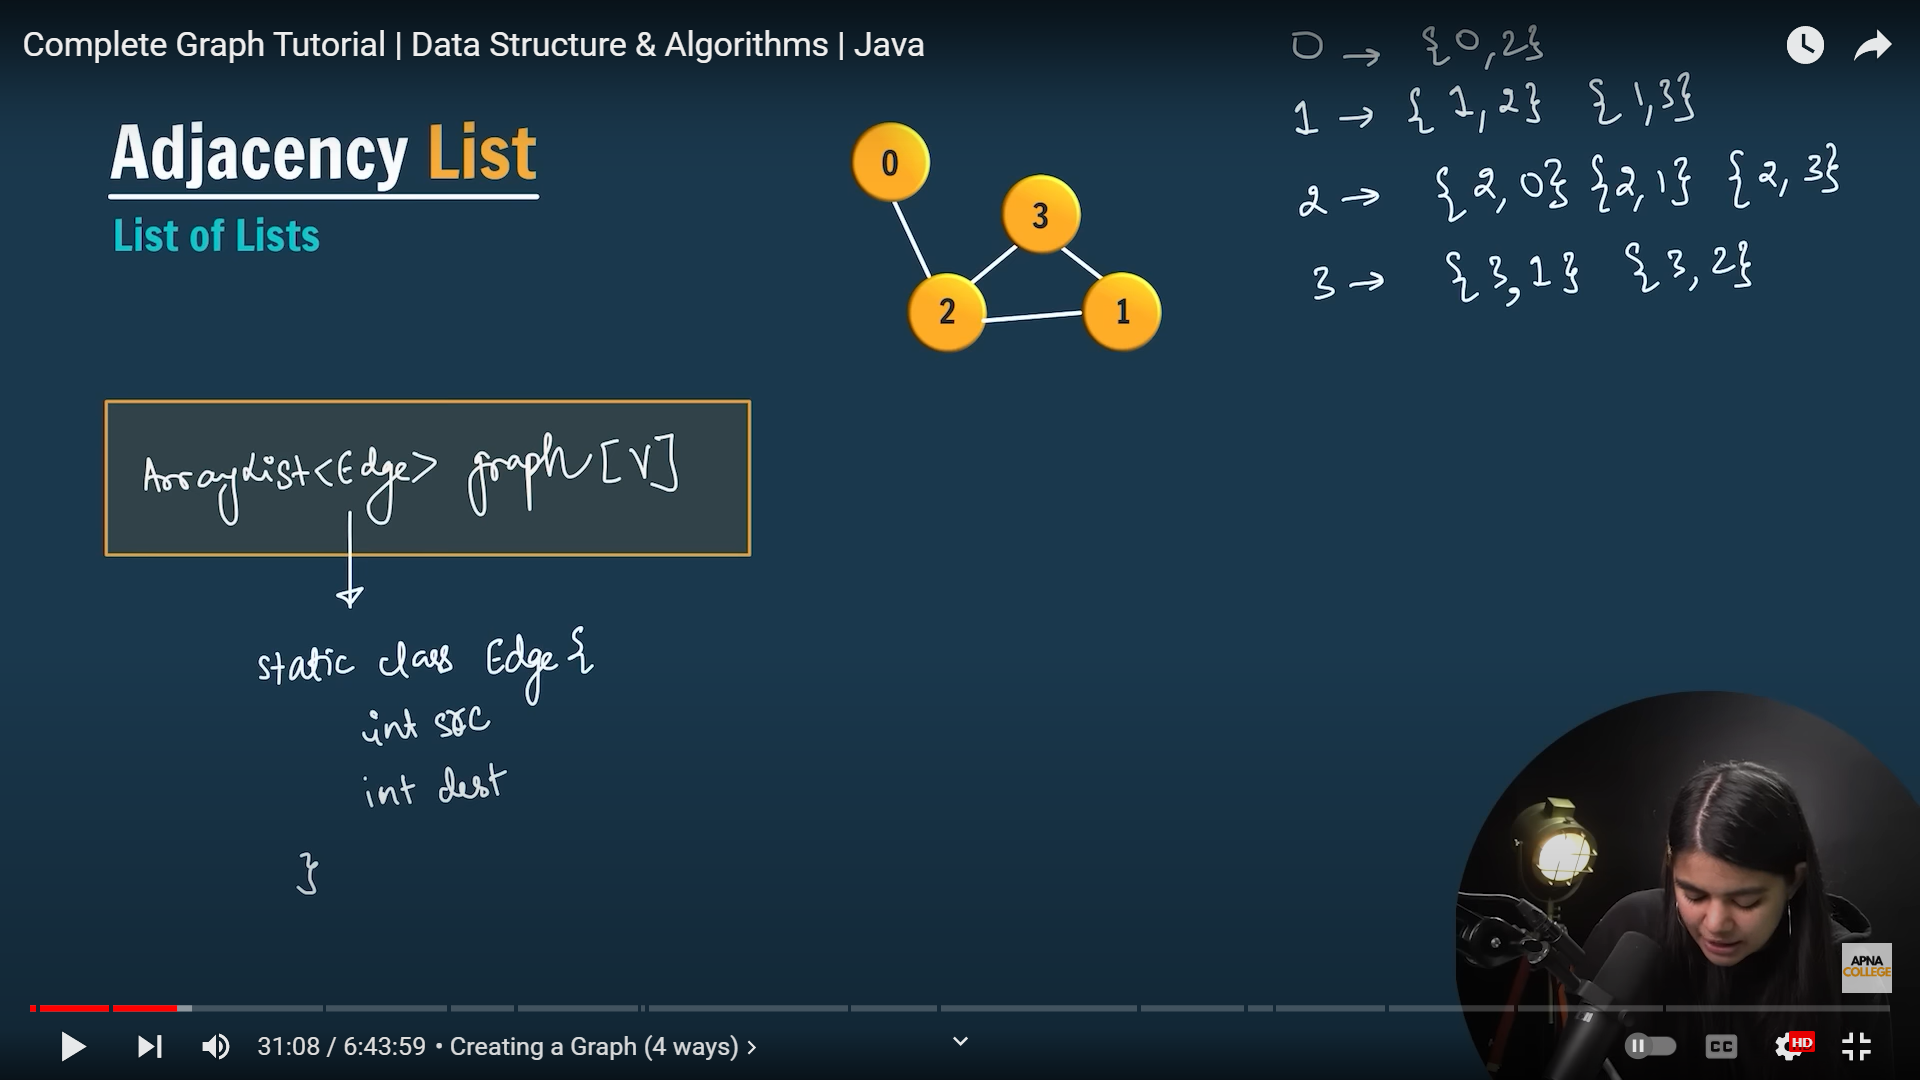 Complete Graph Tutorial | Data Structure & Algorithms | Java
0 → {0,2}
1 → {1,2} {1,3}
2 → {2,0} {2,1} {2,3}
3 → {3,1} {3,2}
Adjacency List
List of Lists
0
3
2
1
ArrayList<Edge> graph[V]
static class Edge {
int src
int dest
}
APNA
COLLEGE
31:08 / 6:43:59 • Creating a Graph (4 ways) >
CC
HD